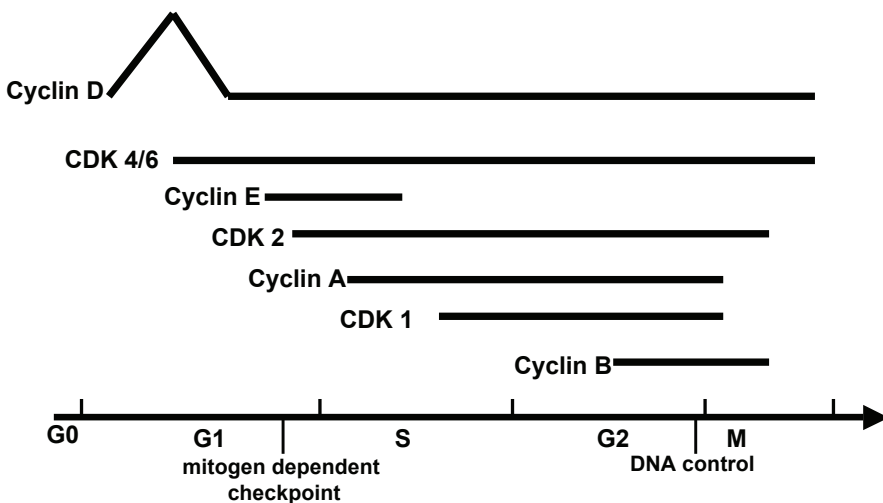 Cyclin D
CDK 4/6
Cyclin E
CDK 2
Cyclin A
CDK 1
Cyclin B
G0
G1
S
G2
M
mitogen dependent
checkpoint
DNA control